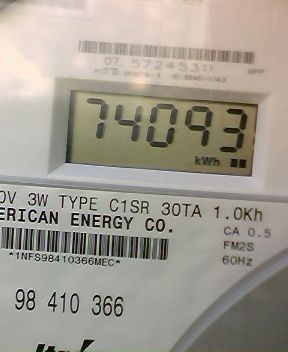 07 57245311
74093
kWh
0V 3W TYPE C1SR 30TA 1.0Kh
ERICAN ENERGY CO.
CA 0.5
FM2S
60Hz
*1NFS98410366MEC*
98 410 366